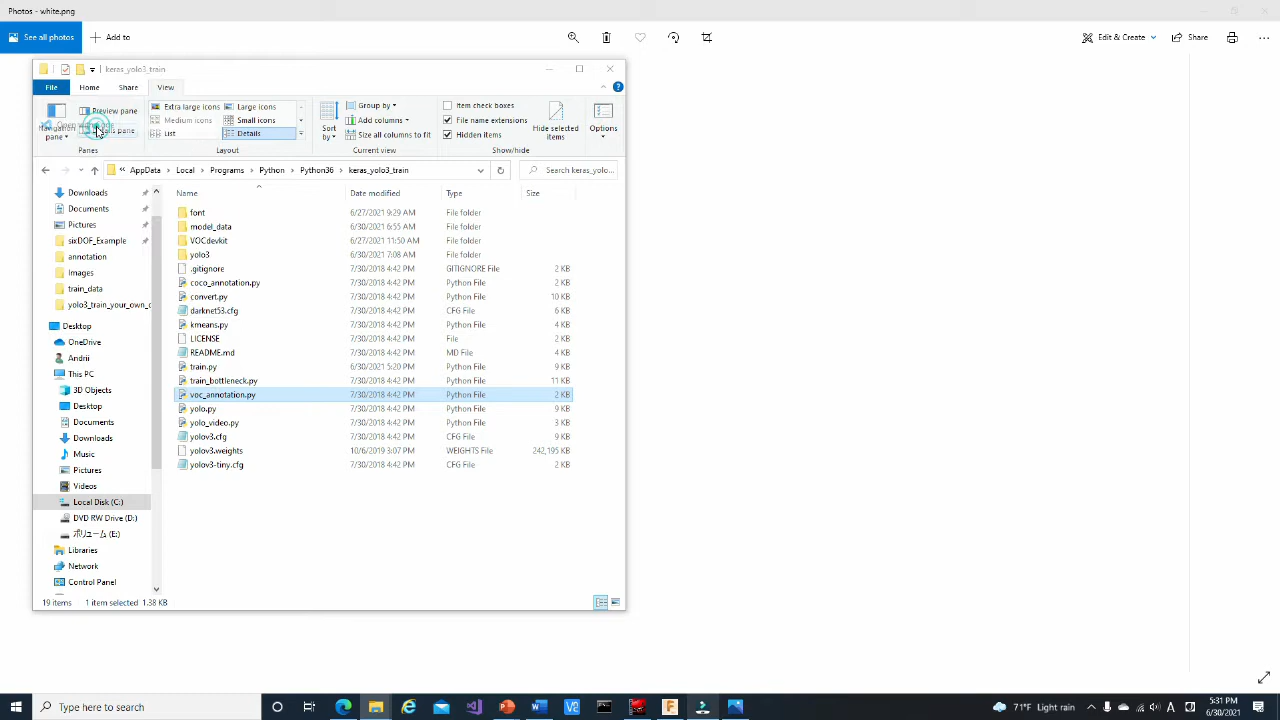 Photos - white.png
See all photos
Add to
Edit & Create
Share
keras_yolo3_train
File
Home
Share
View
Navigation pane
Preview pane
Panes
Extra large icons
Large icons
Medium icons
Small icons
List
Details
Layout
Sort by
Group by
Add columns
Size all columns to fit
Current view
Item check boxes
File name extensions
Hidden items
Hide selected items
Show/hide
Options
« AppData > Local > Programs > Python > Python36 > keras_yolo3_train
Search keras_yolo...
Name Date modified Type Size
font 6/27/2021 9:29 AM File folder
model_data 6/30/2021 6:55 AM File folder
VOCdevkit 6/27/2021 11:50 AM File folder
yolo3 6/30/2021 7:08 AM File folder
.gitignore 7/30/2018 4:42 PM GITIGNORE File 2 KB
coco_annotation.py 7/30/2018 4:42 PM Python File 2 KB
convert.py 7/30/2018 4:42 PM Python File 10 KB
darknet53.cfg 7/30/2018 4:42 PM CFG File 6 KB
kmeans.py 7/30/2018 4:42 PM Python File 4 KB
LICENSE 7/30/2018 4:42 PM File 2 KB
README.md 7/30/2018 4:42 PM MD File 4 KB
train.py 6/30/2021 5:20 PM Python File 9 KB
train_bottleneck.py 7/30/2018 4:42 PM Python File 11 KB
voc_annotation.py 7/30/2018 4:42 PM Python File 2 KB
yolo.py 7/30/2018 4:42 PM Python File 9 KB
yolo_video.py 7/30/2018 4:42 PM Python File 3 KB
yolov3.cfg 7/30/2018 4:42 PM CFG File 9 KB
yolov3.weights 10/6/2019 3:07 PM WEIGHTS File 242,195 KB
yolov3-tiny.cfg 7/30/2018 4:42 PM CFG File 2 KB
Downloads
Documents
Pictures
sixDOF_Example
annotation
Images
train_data
yolo3_train_your_own_
Desktop
OneDrive
Andrii
This PC
3D Objects
Desktop
Documents
Downloads
Music
Pictures
Videos
Local Disk (C:)
DVD RW Drive (D:)
ボリューム (E:)
Libraries
Network
Control Panel
19 items 1 item selected 1.38 KB
Type here to search
71°F Light rain
A
5:31 PM
6/30/2021